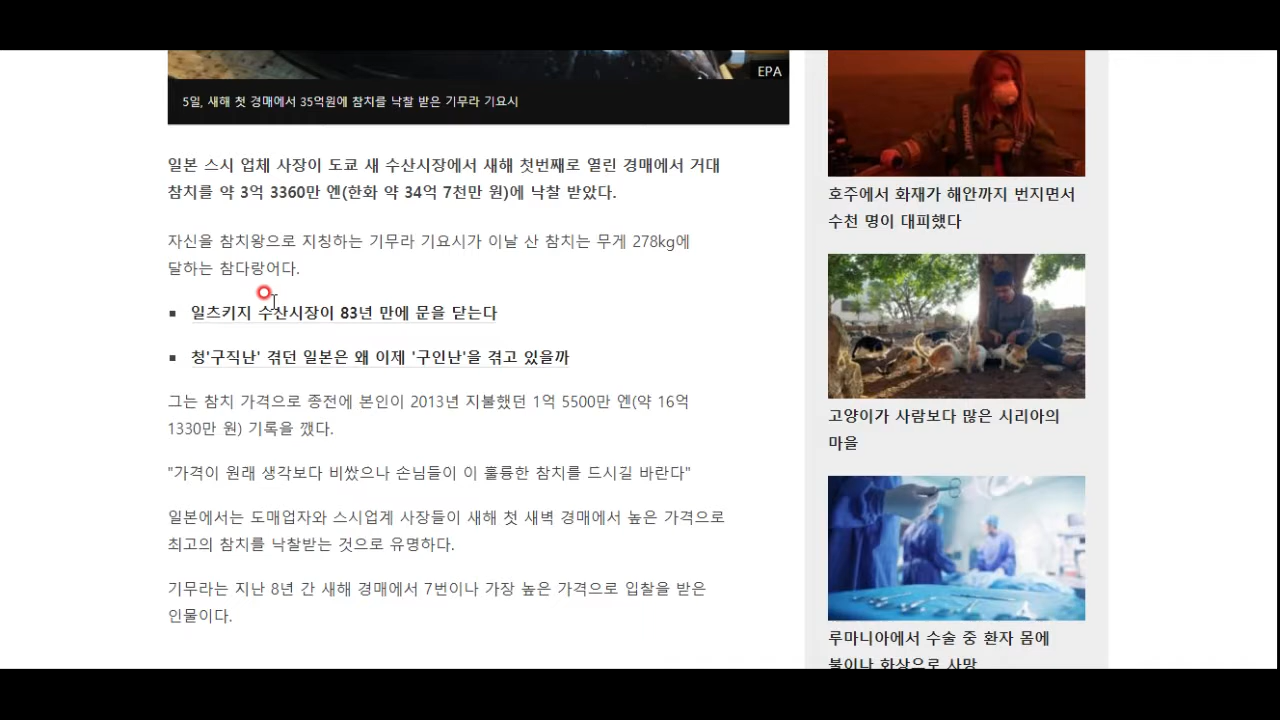 EPA
5일, 새해 첫 경매에서 35억원에 참치를 낙찰 받은 기무라 기요시
일본 스시 업체 사장이 도쿄 새 수산시장에서 새해 첫번째로 열린 경매에서 거대
참치를 약 3억 3360만 엔(한화 약 34억 7천만 원)에 낙찰 받았다.
자신을 참치왕으로 지칭하는 기무라 기요시가 이날 산 참치는 무게 278kg에
달하는 참다랑어다.
일츠키지 수산시장이 83년 만에 문을 닫는다
청'구직난' 겪던 일본은 왜 이제 '구인난'을 겪고 있을까
그는 참치 가격으로 종전에 본인이 2013년 지불했던 1억 5500만 엔(약 16억
1330만 원) 기록을 깼다.
"가격이 원래 생각보다 비쌌으나 손님들이 이 훌륭한 참치를 드시길 바란다"
일본에서는 도매업자와 스시업계 사장들이 새해 첫 새벽 경매에서 높은 가격으로
최고의 참치를 낙찰받는 것으로 유명하다.
기무라는 지난 8년 간 새해 경매에서 7번이나 가장 높은 가격으로 입찰을 받은
인물이다.
호주에서 화재가 해안까지 번지면서
수천 명이 대피했다
고양이가 사람보다 많은 시리아의
마을
루마니아에서 수술 중 환자 몸에
불이나 화상으로 사망